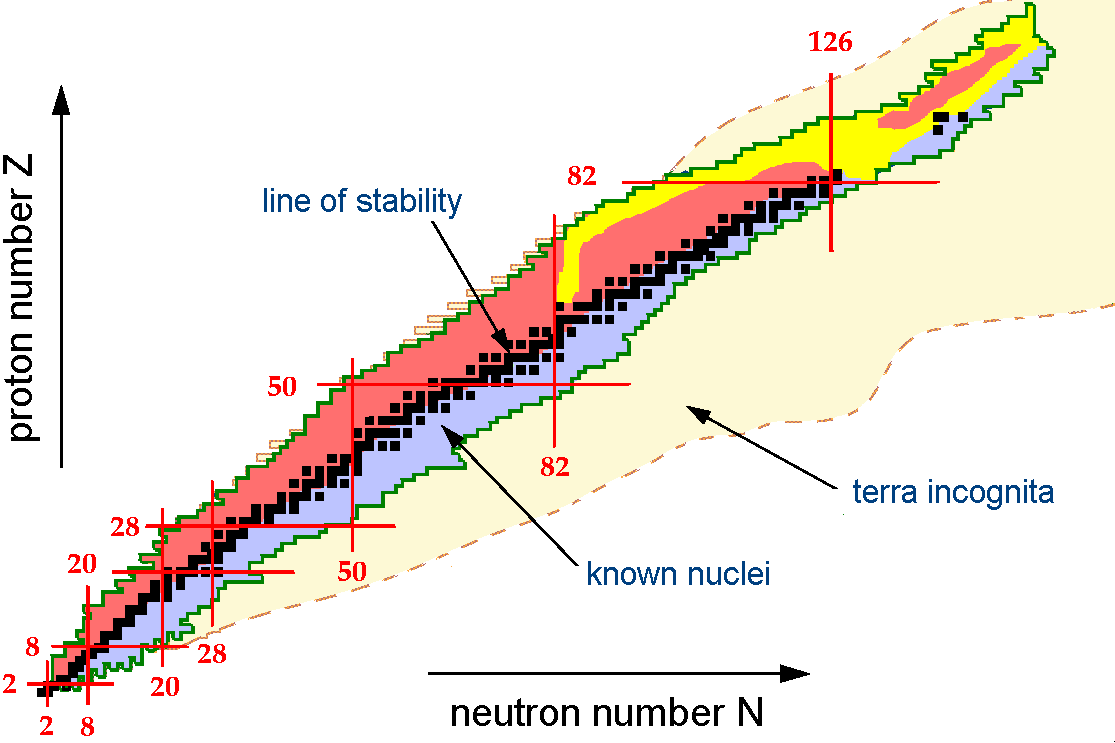 126
proton number Z
82
line of stability
50
82
terra incognita
28
20
50
known nuclei
8
28
2
20
2
8
neutron number N